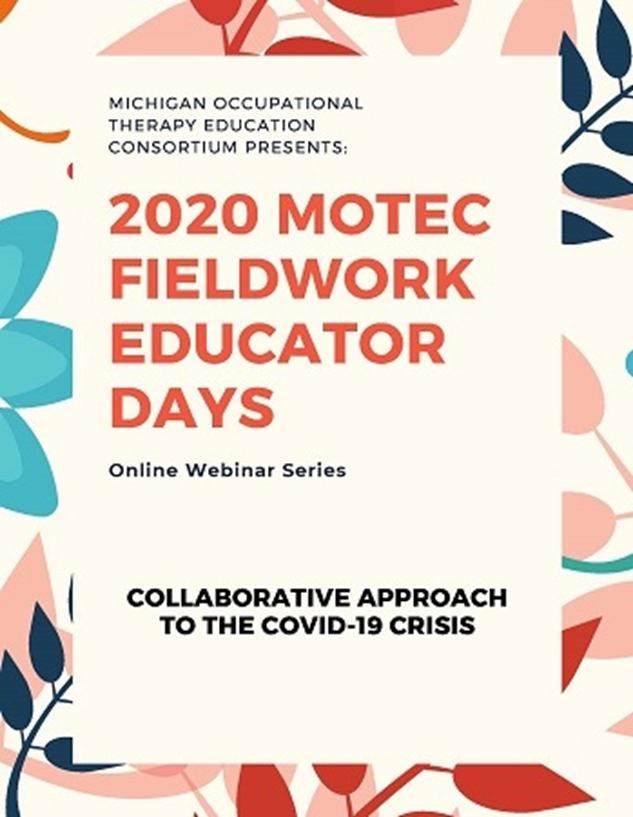 MICHIGAN OCCUPATIONAL
THERAPY EDUCATION
CONSORTIUM PRESENTS:
2020 MOTEC
FIELDWORK
EDUCATOR
DAYS
Online Webinar Series
COLLABORATIVE APPROACH
TO THE COVID-19 CRISIS